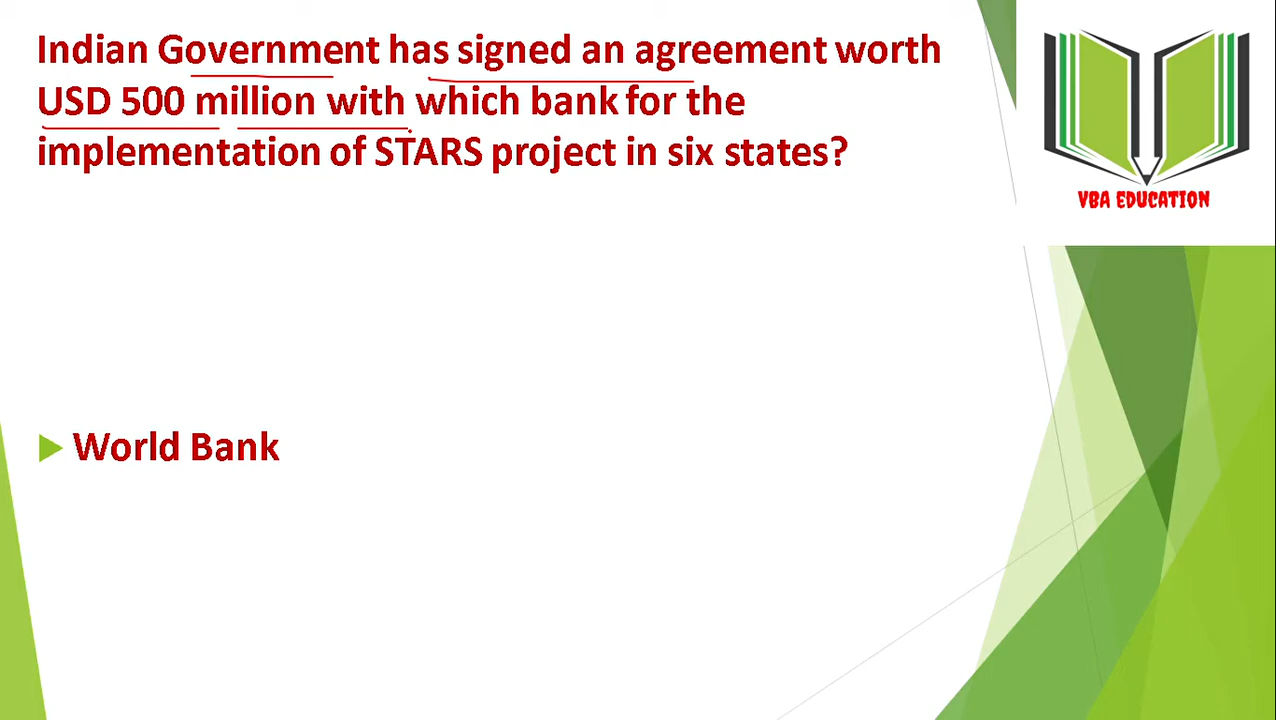 Indian Government has signed an agreement worth
USD 500 million with which bank for the
implementation of STARS project in six states?
VBA EDUCATION
World Bank